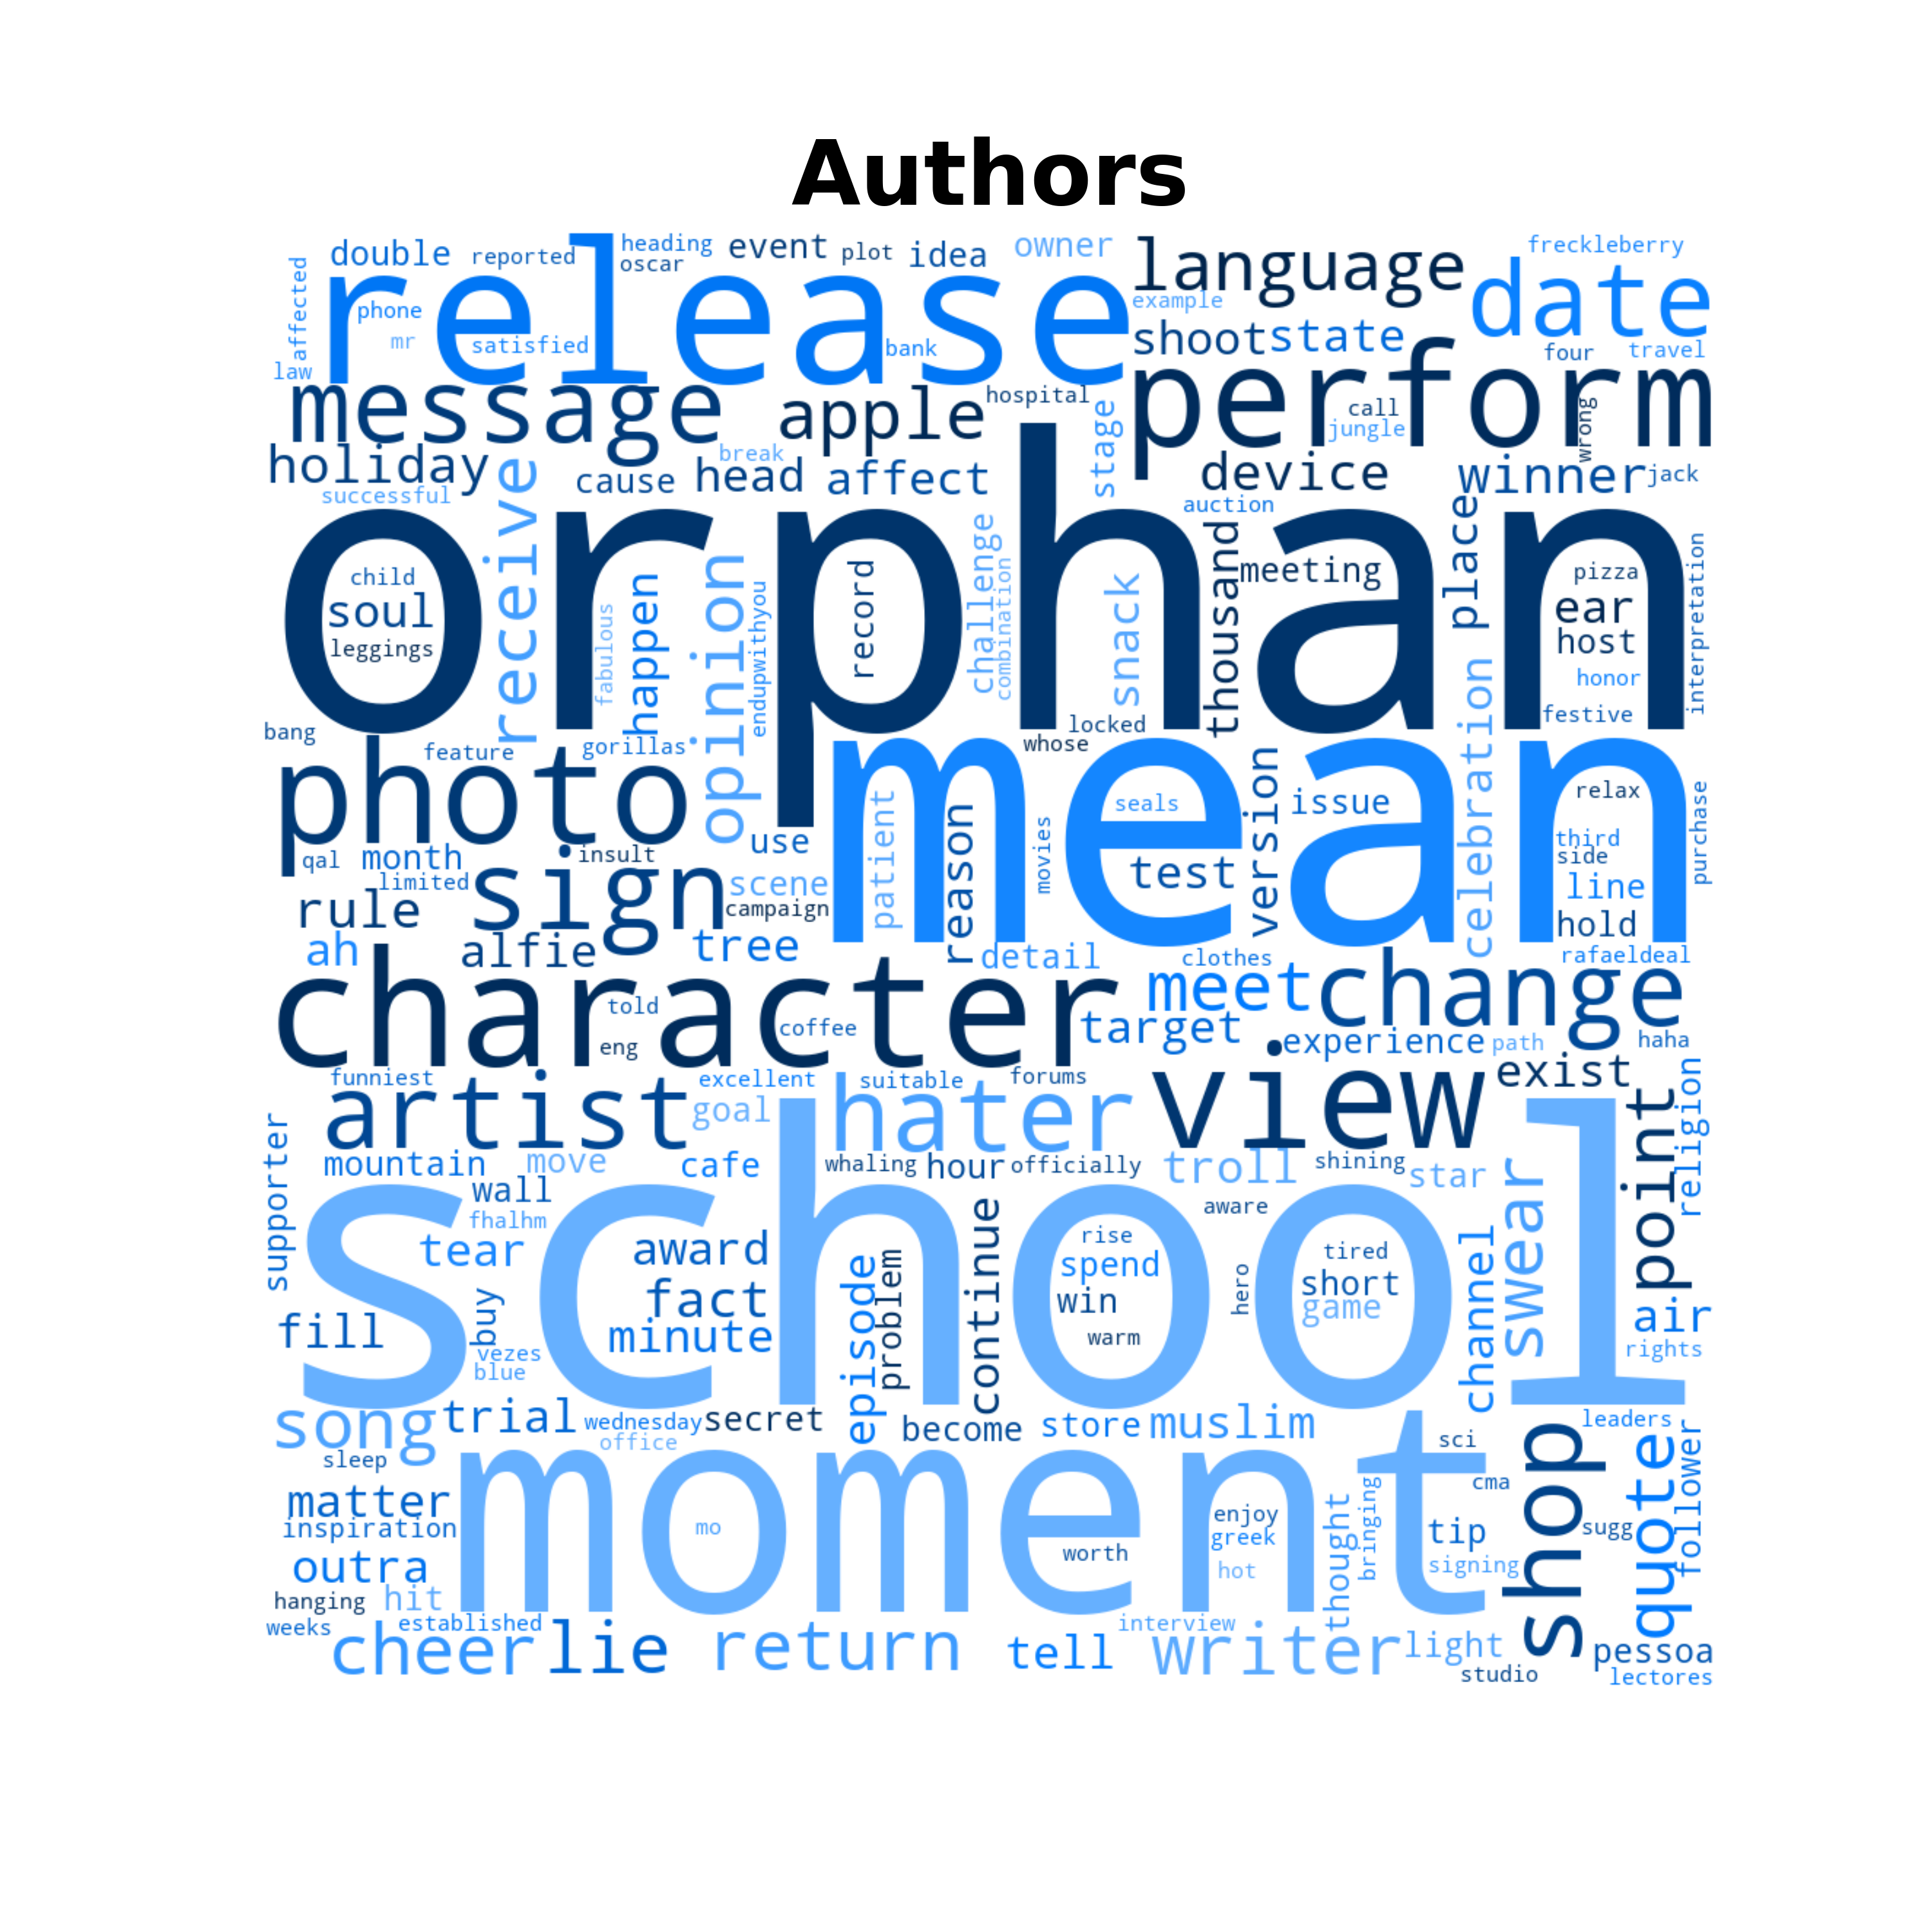 Authors
double reported heading event plot idea owner language freckleberry
oscar
affected release example date
phone
mr satisfied bank shoot state four travel
law
message apple hospital perform
call
jungle wrong
holiday break stage
successful receive cause head affect device winner jack
auction
orphan
child
soul
leggings
fabulous happen opinion endupwithyou record challenge combination snack thousand meeting place pizza
ear
host
honor
festive
interpretation
bang feature gorillas locked
whose
photo mean
patient reason movies seals test version issue celebration relax
third
side
line
hold
purchase
qal month insult use
limited sign scene
rule campaign
ah alfie tree detail clothes rafaeldeal
character meet change
told
eng coffee target experience path haha
funniest excellent suitable forums view exist
artist goal hater point religion
supporter mountain move cafe whaling hour officially troll shining star
school swear
wall
fhalhm
tear award aware
fact
minute
fill buy
vezes
blue
episode problem continue rise
spend
win
warm
hero tired
short
game
channel air
rights
song trial wednesday secret become store muslim leaders
office
sleep moment sci shop quote follower
matter cma
inspiration mo enjoy
greek
hot
worth thought bringing tip sugg
signing
outra
hanging hit
weeks established interview
cheer lie return tell writer light pessoa
studio lectores